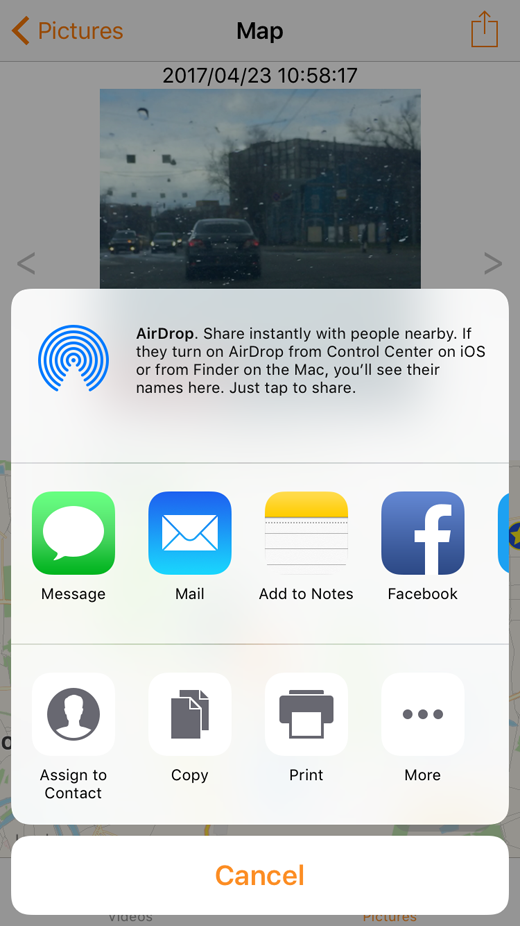 Pictures
Map
2017/04/23 10:58:17
<
>
AirDrop. Share instantly with people nearby. If
they turn on AirDrop from Control Center on iOS
or from Finder on the Mac, you’ll see their
names here. Just tap to share.
Message
Mail
Add to Notes
Facebook
Assign to
Contact
Copy
Print
More
Cancel
Videos
Pictures